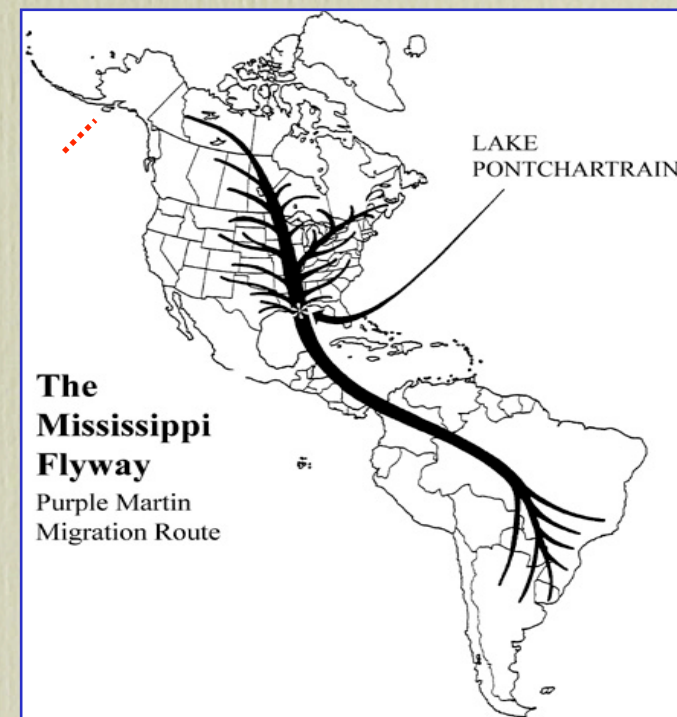 LAKE
PONTCHARTRAIN
The
Mississippi
Flyway
Purple Martin
Migration Route